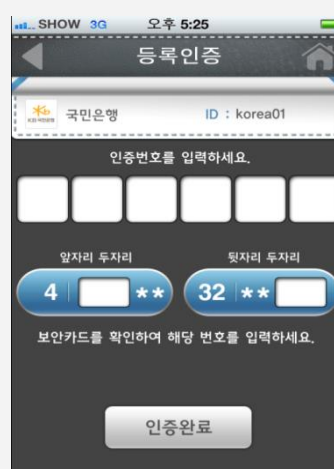 SHOW 3G 오후 5:25
등록인증
국민은행 ID : korea01
인증번호를 입력하세요.
앞자리 두자리 뒷자리 두자리
4 ** 32 **
보안카드를 확인하여 해당 번호를 입력하세요.
인증완료